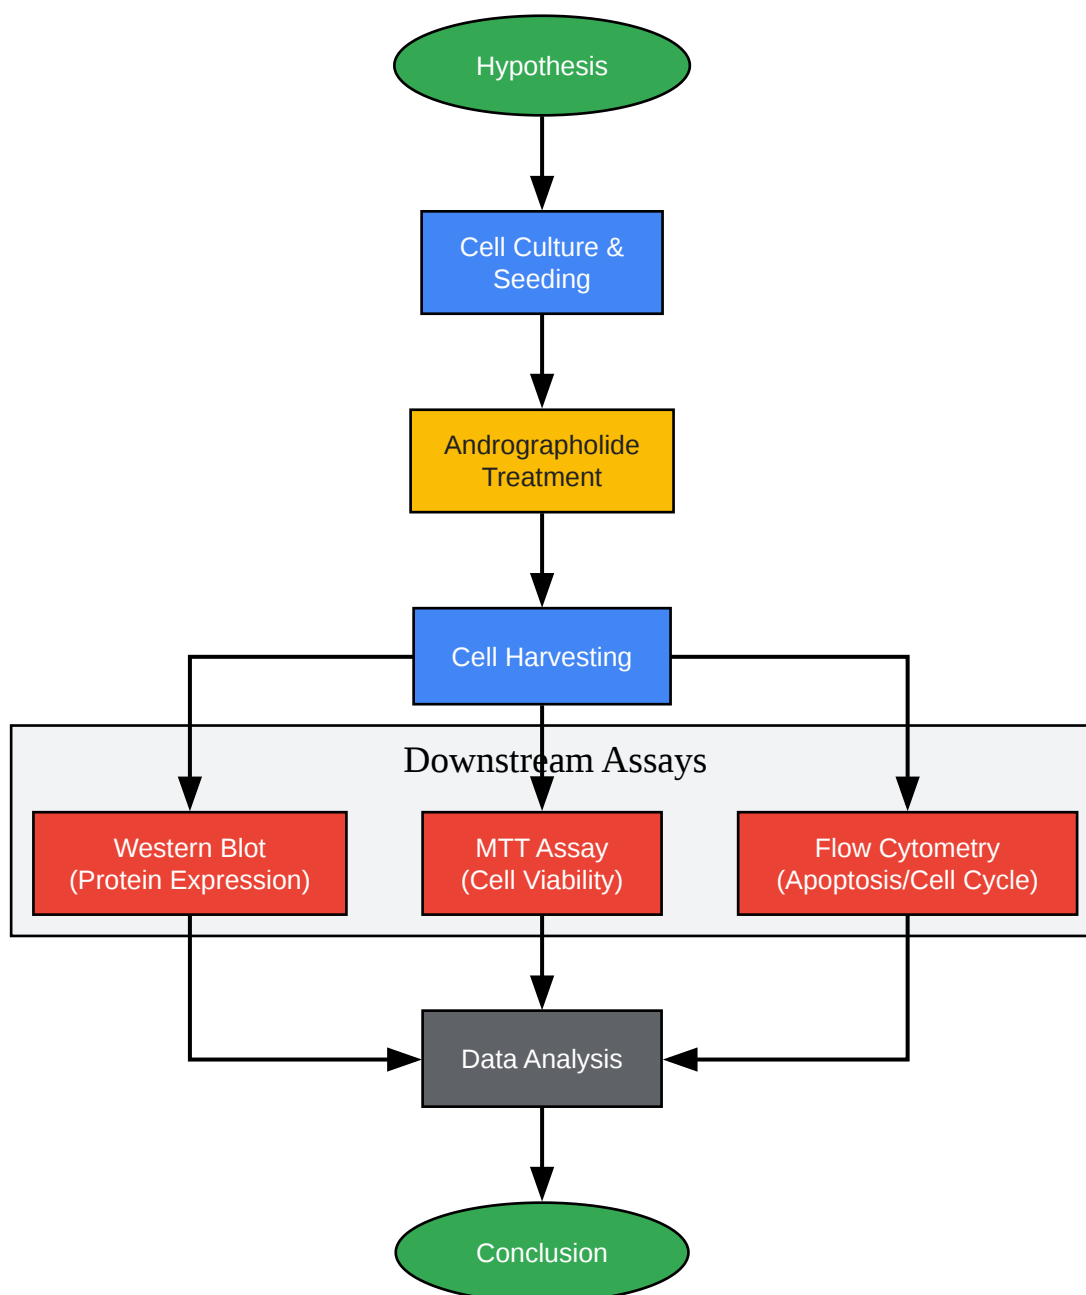 Hypothesis
Cell Culture &
Seeding
Andrographolide
Treatment
Cell Harvesting
Downstream Assays
Western Blot
(Protein Expression)
MTT Assay
(Cell Viability)
Flow Cytometry
(Apoptosis/Cell Cycle)
Data Analysis
Conclusion